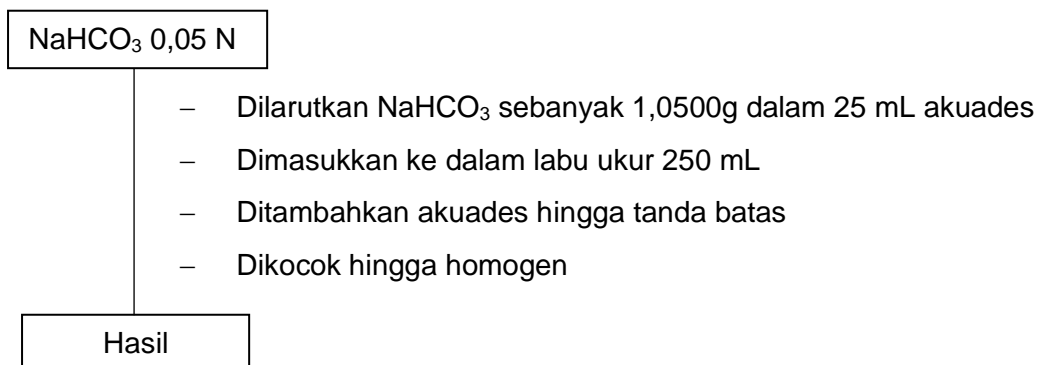 NaHCO₃ 0,05 N
– Dilarutkan NaHCO₃ sebanyak 1,0500g dalam 25 mL akuades
– Dimasukkan ke dalam labu ukur 250 mL
– Ditambahkan akuades hingga tanda batas
– Dikocok hingga homogen
Hasil